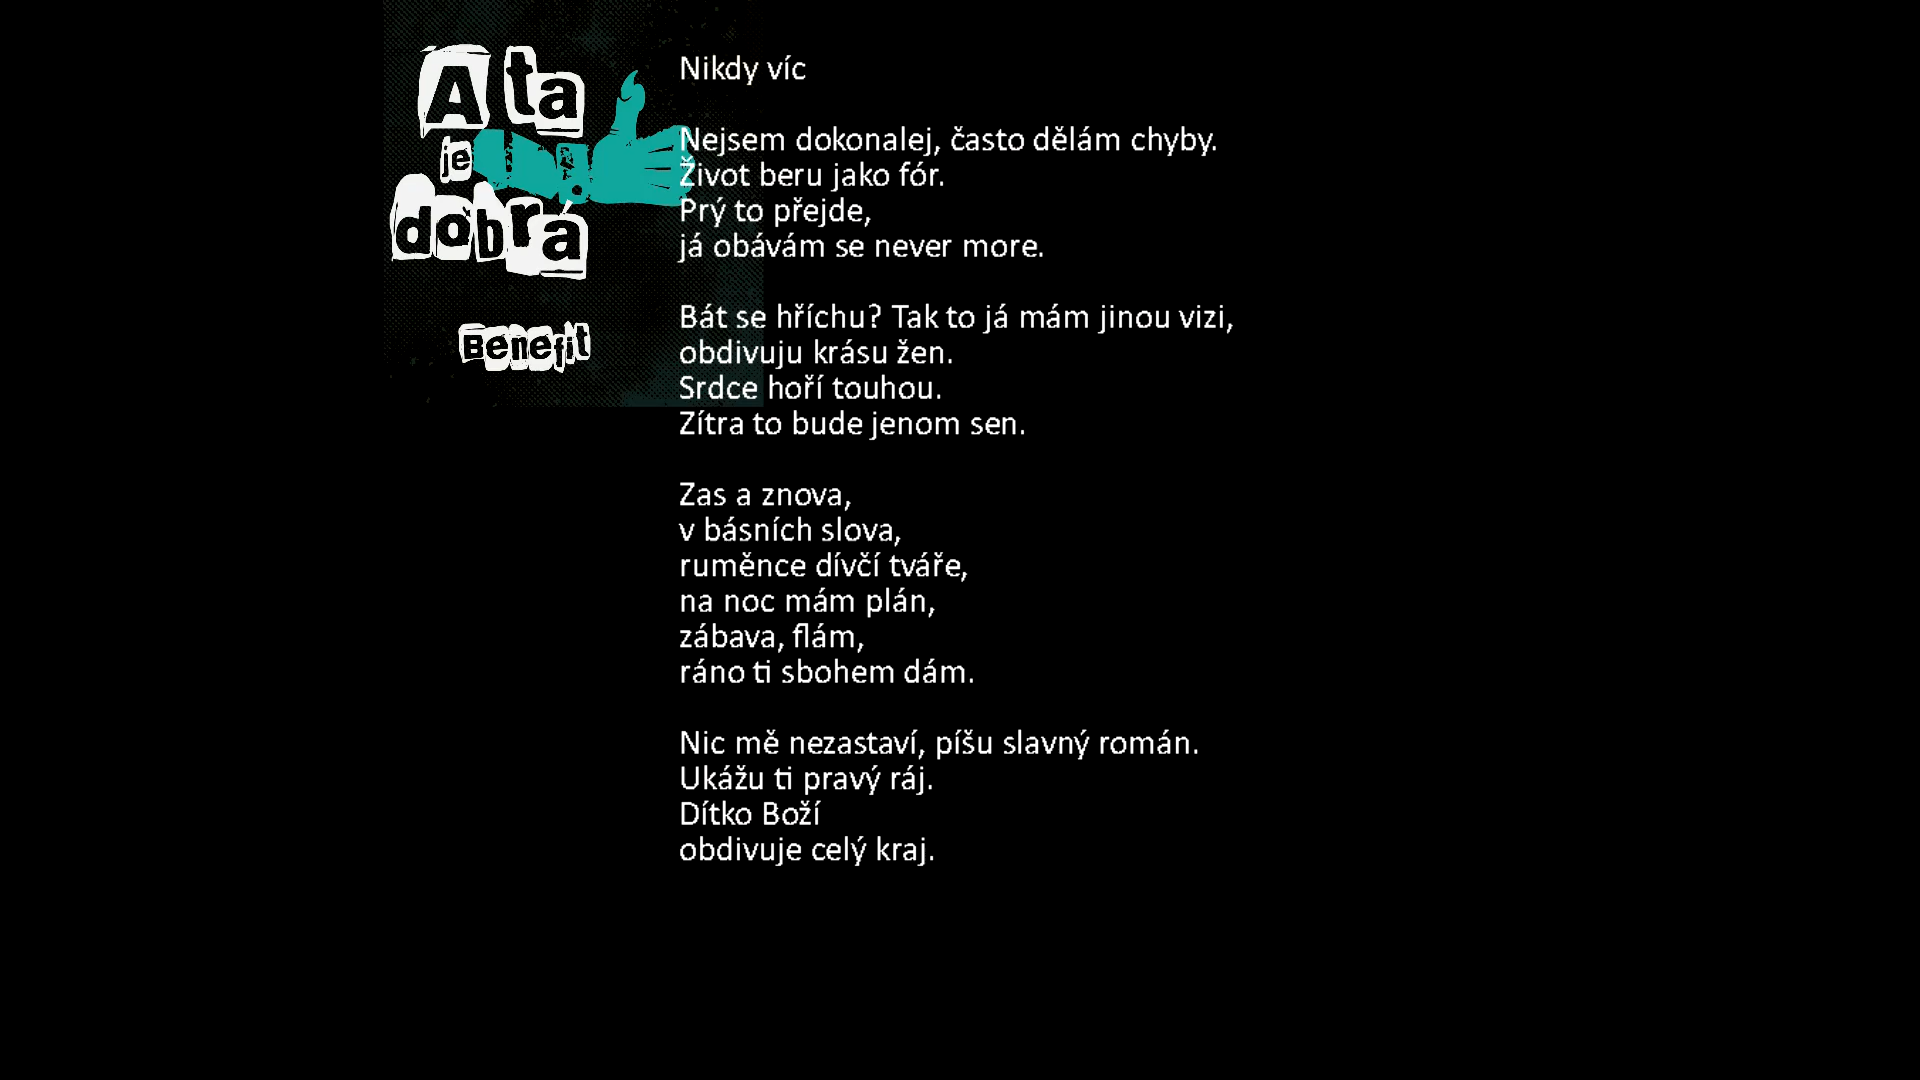 A ta
je
dobrá
Benefit
Nikdy víc
Nejsem dokonalej, často dělám chyby.
Život beru jako fór.
Prý to přejde,
já obávám se never more.
Bát se hříchu? Tak to já mám jinou vizi,
obdivuju krásu žen.
Srdce hoří touhou.
Zítra to bude jenom sen.
Zas a znova,
v básních slova,
ruměnce dívčí tváře,
na noc mám plán,
zábava, flám,
ráno ti sbohem dám.
Nic mě nezastaví, píšu slavný román.
Ukážu ti pravý ráj.
Dítko Boží
obdivuje celý kraj.